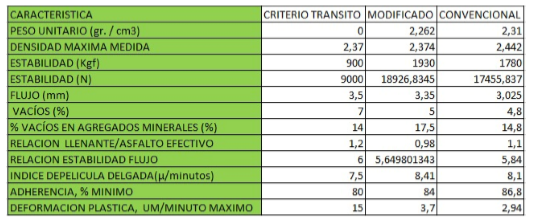 CARACTERISTICA CRITERIO TRANSITO MODIFICADO CONVENCIONAL
PESO UNITARIO (gr. / cm3) 0 2,262 2,31
DENSIDAD MAXIMA MEDIDA 2,37 2,374 2,442
ESTABILIDAD (Kgf) 900 1930 1780
ESTABILIDAD (N) 9000 18926,8345 17455,837
FLUJO (mm) 3,5 3,35 3,025
VACÍOS (%) 7 5 4,8
% VACÍOS EN AGREGADOS MINERALES (%) 14 17,5 14,8
RELACION LLENANTE/ASFALTO EFECTIVO 1,2 0,98 1,1
RELACION ESTABILIDAD FLUJO 6 5,649801343 5,84
INDICE DEPELICULA DELGADA(µ/minutos) 7,5 8,41 8,1
ADHERENCIA, % MINIMO 80 84 86,8
DEFORMACION PLASTICA, UM/MINUTO MAXIMO 15 3,7 2,94